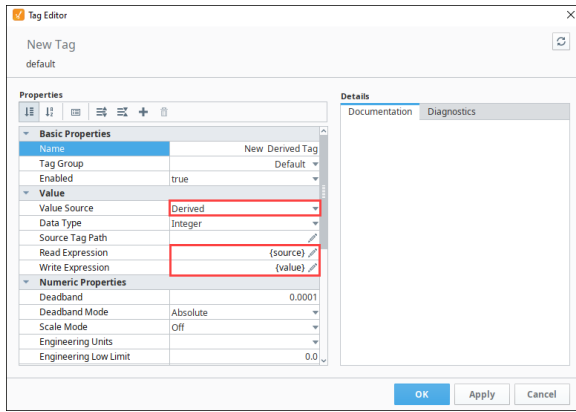 Tag Editor
New Tag
default
Properties
Details
Documentation Diagnostics
Basic Properties
Name New Derived Tag
Tag Group Default
Enabled true
Value
Value Source Derived
Data Type Integer
Source Tag Path
Read Expression {source}
Write Expression {value}
Numeric Properties
Deadband 0.0001
Deadband Mode Absolute
Scale Mode Off
Engineering Units
Engineering Low Limit 0.0
OK Apply Cancel